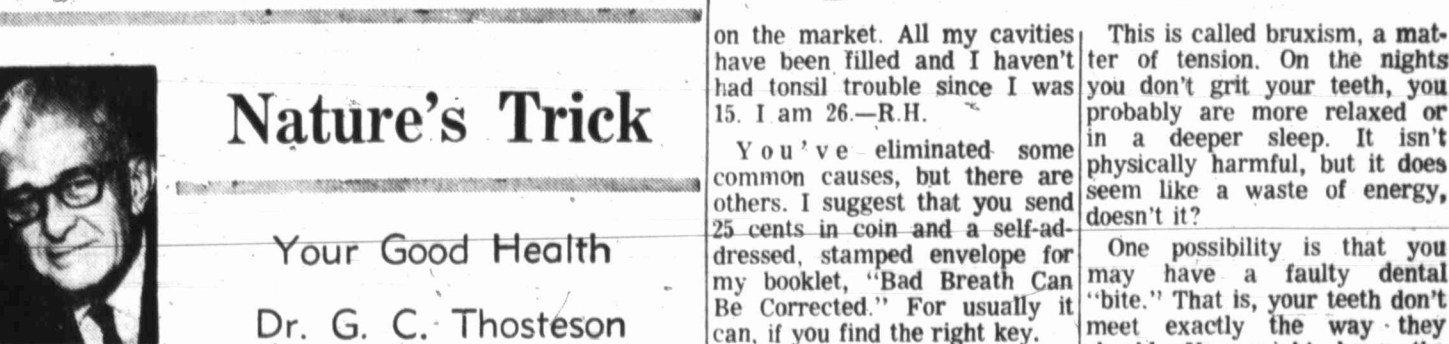 Nature's Trick
Your Good Health
Dr. G. C. Thosteson
on the market. All my cavities
have been filled and I haven't
had tonsil trouble since I was
15. I am 26.—R.H.
You've eliminated some
common causes, but there are
others. I suggest that you send
25 cents in coin and a self-ad-
dressed, stamped envelope for
my booklet, "Bad Breath Can
Be Corrected." For usually it
can, if you find the right key.
This is called bruxism, a mat-
ter of tension. On the nights
you don't grit your teeth, you
probably are more relaxed or
in a deeper sleep. It isn't
physically harmful, but it does
seem like a waste of energy,
doesn't it?
One possibility is that you
may have a faulty dental
"bite." That is, your teeth don't
meet exactly the way they